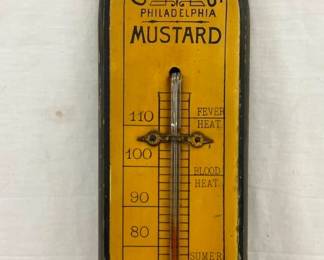 PHILADELPHIA
MUSTARD
110 FEVER HEAT
100
BLOOD HEAT
90
80
SUMER